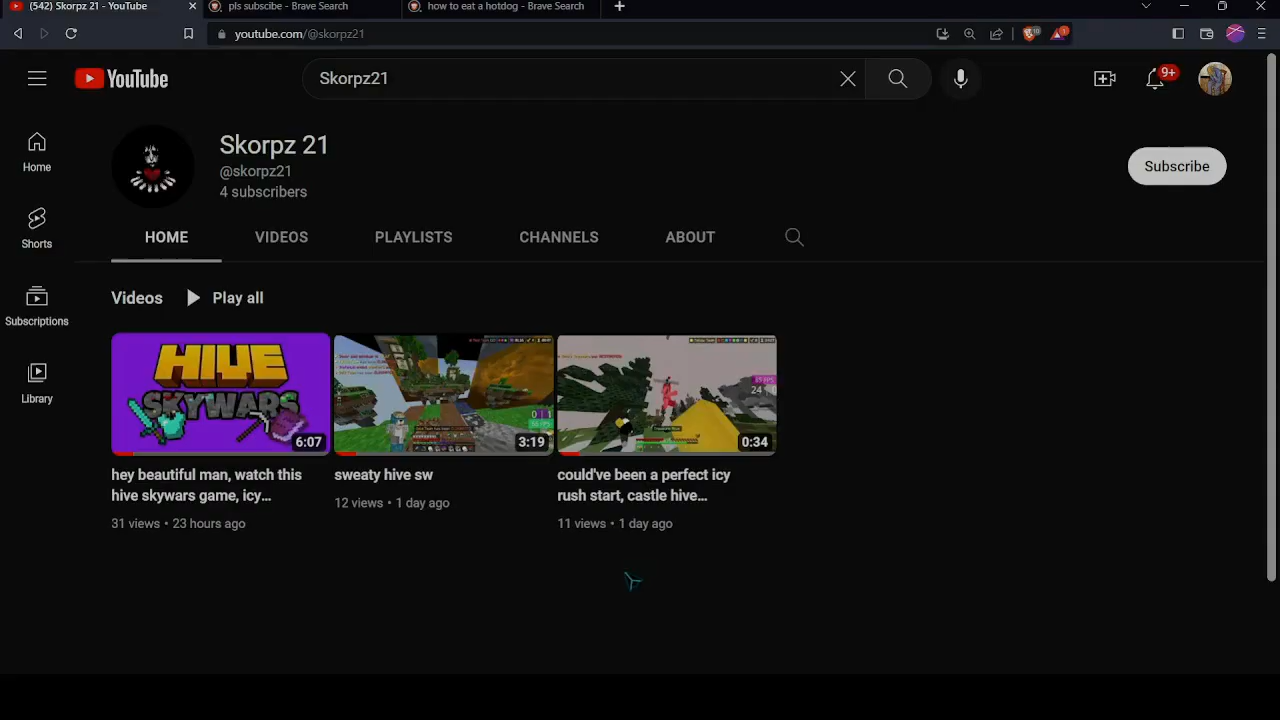 (542) Skorpz 21 - YouTube
pls subscibe - Brave Search
how to eat a hotdog - Brave Search
youtube.com/@skorpz21
YouTube
Skorpz21
9+
Home
Shorts
Subscriptions
Library
Skorpz 21
@skorpz21
4 subscribers
Subscribe
HOME
VIDEOS
PLAYLISTS
CHANNELS
ABOUT
Videos
Play all
HIVE
SKYWARS
6:07
3:19
0:34
hey beautiful man, watch this
hive skywars game, icy...
31 views • 23 hours ago
sweaty hive sw
12 views • 1 day ago
could've been a perfect icy
rush start, castle hive...
11 views • 1 day ago